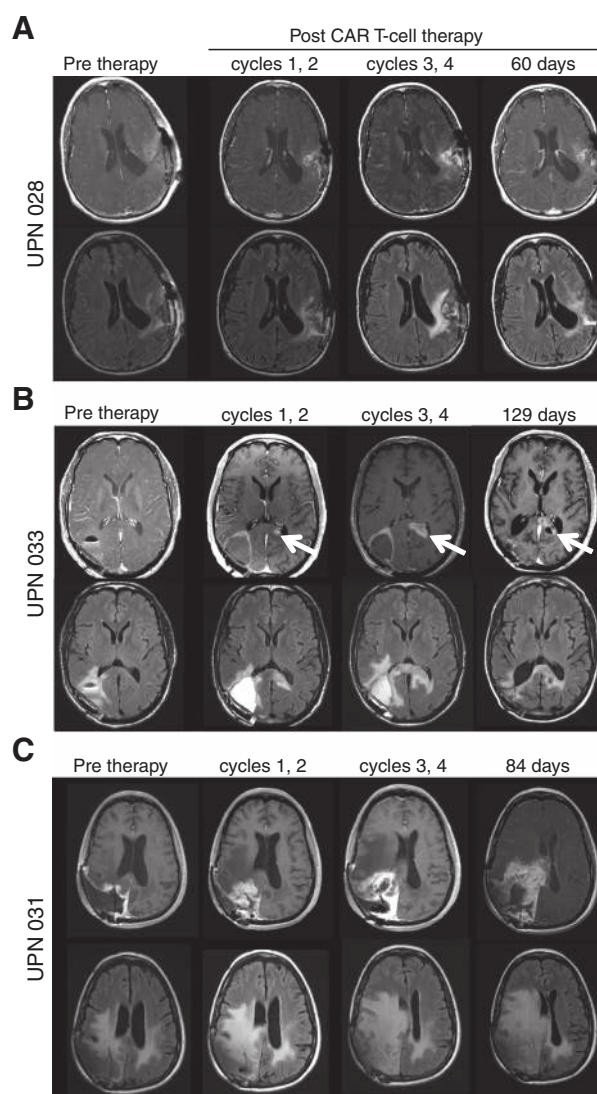 A
Post CAR T-cell therapy
Pre therapy cycles 1, 2 cycles 3, 4 60 days
UPN 028
B
Pre therapy cycles 1, 2 cycles 3, 4 129 days
UPN 033
C
Pre therapy cycles 1, 2 cycles 3, 4 84 days
UPN 031